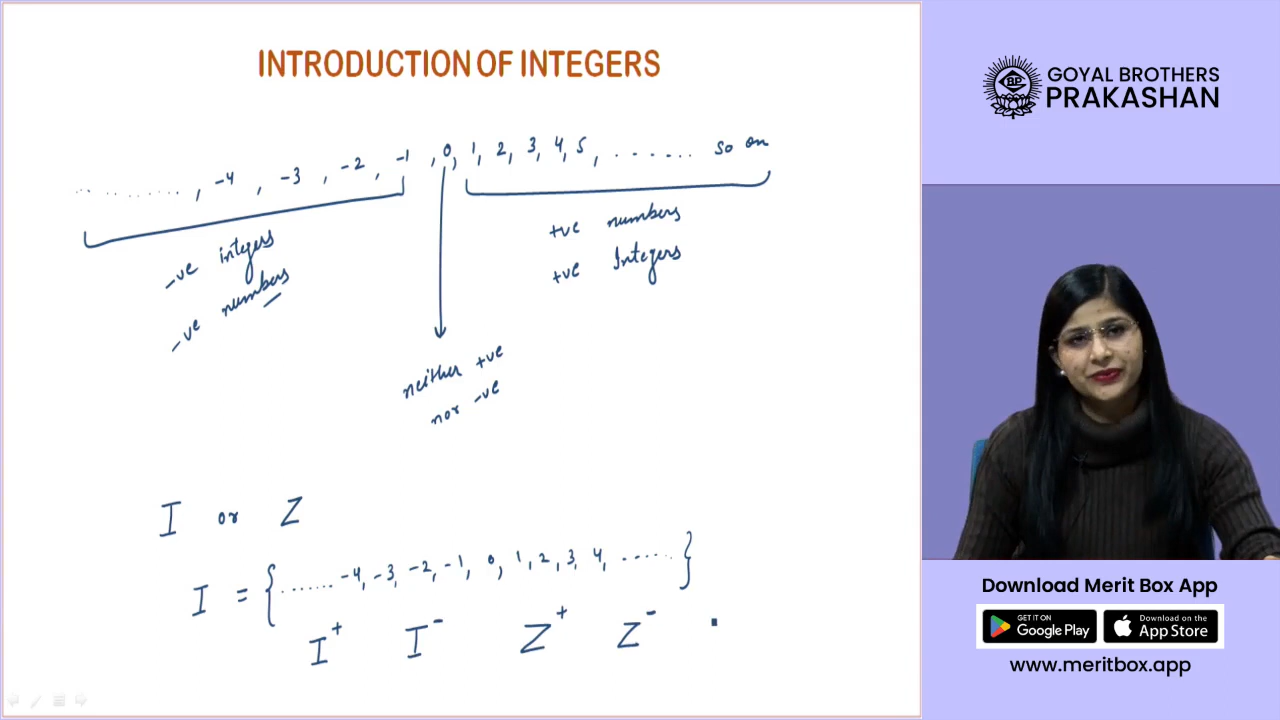 INTRODUCTION OF INTEGERS
............, -4, -3, -2, -1, 0, 1, 2, 3, 4, 5, ....... so on
-ve integers
-ve numbers
+ve numbers
+ve Integers
neither +ve
nor -ve
I or Z
I = {...... -4, -3, -2, -1, 0, 1, 2, 3, 4, ......}
I⁺ I⁻ Z⁺ Z⁻
GBP
GOYAL BROTHERS
PRAKASHAN
Download Merit Box App
GET IT ON
Google Play
Download on the
App Store
www.meritbox.app